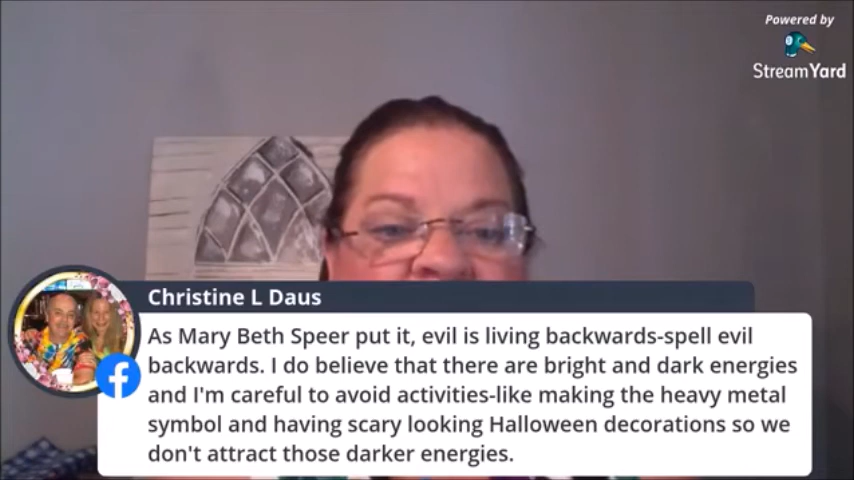 Powered by
StreamYard
Christine L Daus
As Mary Beth Speer put it, evil is living backwards-spell evil
backwards. I do believe that there are bright and dark energies
and I'm careful to avoid activities-like making the heavy metal
symbol and having scary looking Halloween decorations so we
don't attract those darker energies.